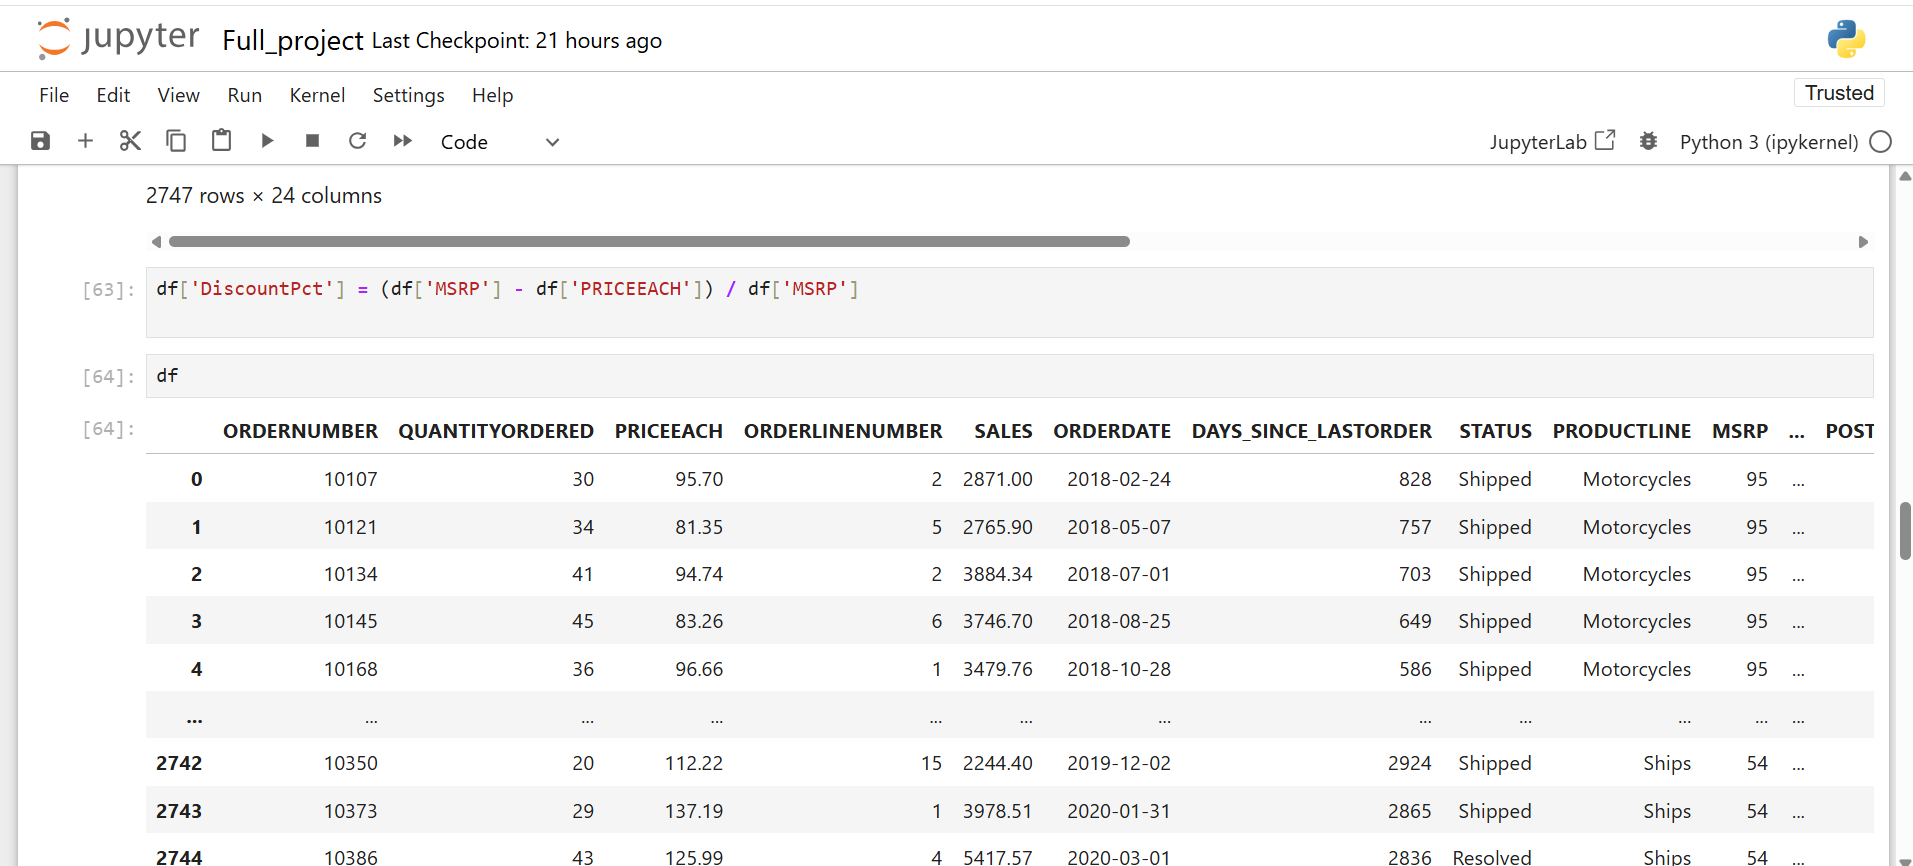 jupyter Full_project Last Checkpoint: 21 hours ago
File Edit View Run Kernel Settings Help
Trusted
Code
JupyterLab Python 3 (ipykernel)
2747 rows × 24 columns
[63]: df['DiscountPct'] = (df['MSRP'] - df['PRICEEACH']) / df['MSRP']
[64]: df
[64]: ORDERNUMBER QUANTITYORDERED PRICEEACH ORDERLINENUMBER SALES ORDERDATE DAYS_SINCE_LASTORDER STATUS PRODUCTLINE MSRP ... POST
0 10107 30 95.70 2 2871.00 2018-02-24 828 Shipped Motorcycles 95 ...
1 10121 34 81.35 5 2765.90 2018-05-07 757 Shipped Motorcycles 95 ...
2 10134 41 94.74 2 3884.34 2018-07-01 703 Shipped Motorcycles 95 ...
3 10145 45 83.26 6 3746.70 2018-08-25 649 Shipped Motorcycles 95 ...
4 10168 36 96.66 1 3479.76 2018-10-28 586 Shipped Motorcycles 95 ...
... ... ... ... ... ... ... ... ... ... ... ...
2742 10350 20 112.22 15 2244.40 2019-12-02 2924 Shipped Ships 54 ...
2743 10373 29 137.19 1 3978.51 2020-01-31 2865 Shipped Ships 54 ...
2744 10386 43 125.99 4 5417.57 2020-03-01 2836 Resolved Ships 54 ...